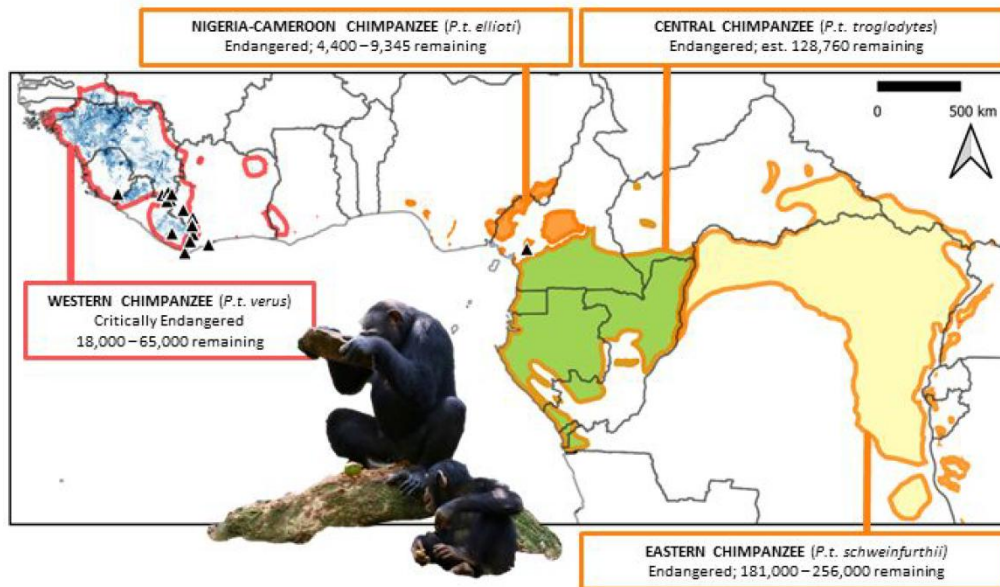 NIGERIA-CAMEROON CHIMPANZEE (P.t. ellioti)
Endangered; 4,400 – 9,345 remaining
CENTRAL CHIMPANZEE (P.t. troglodytes)
Endangered; est. 128,760 remaining
0 500 km
WESTERN CHIMPANZEE (P.t. verus)
Critically Endangered
18,000 – 65,000 remaining
EASTERN CHIMPANZEE (P.t. schweinfurthii)
Endangered; 181,000 – 256,000 remaining